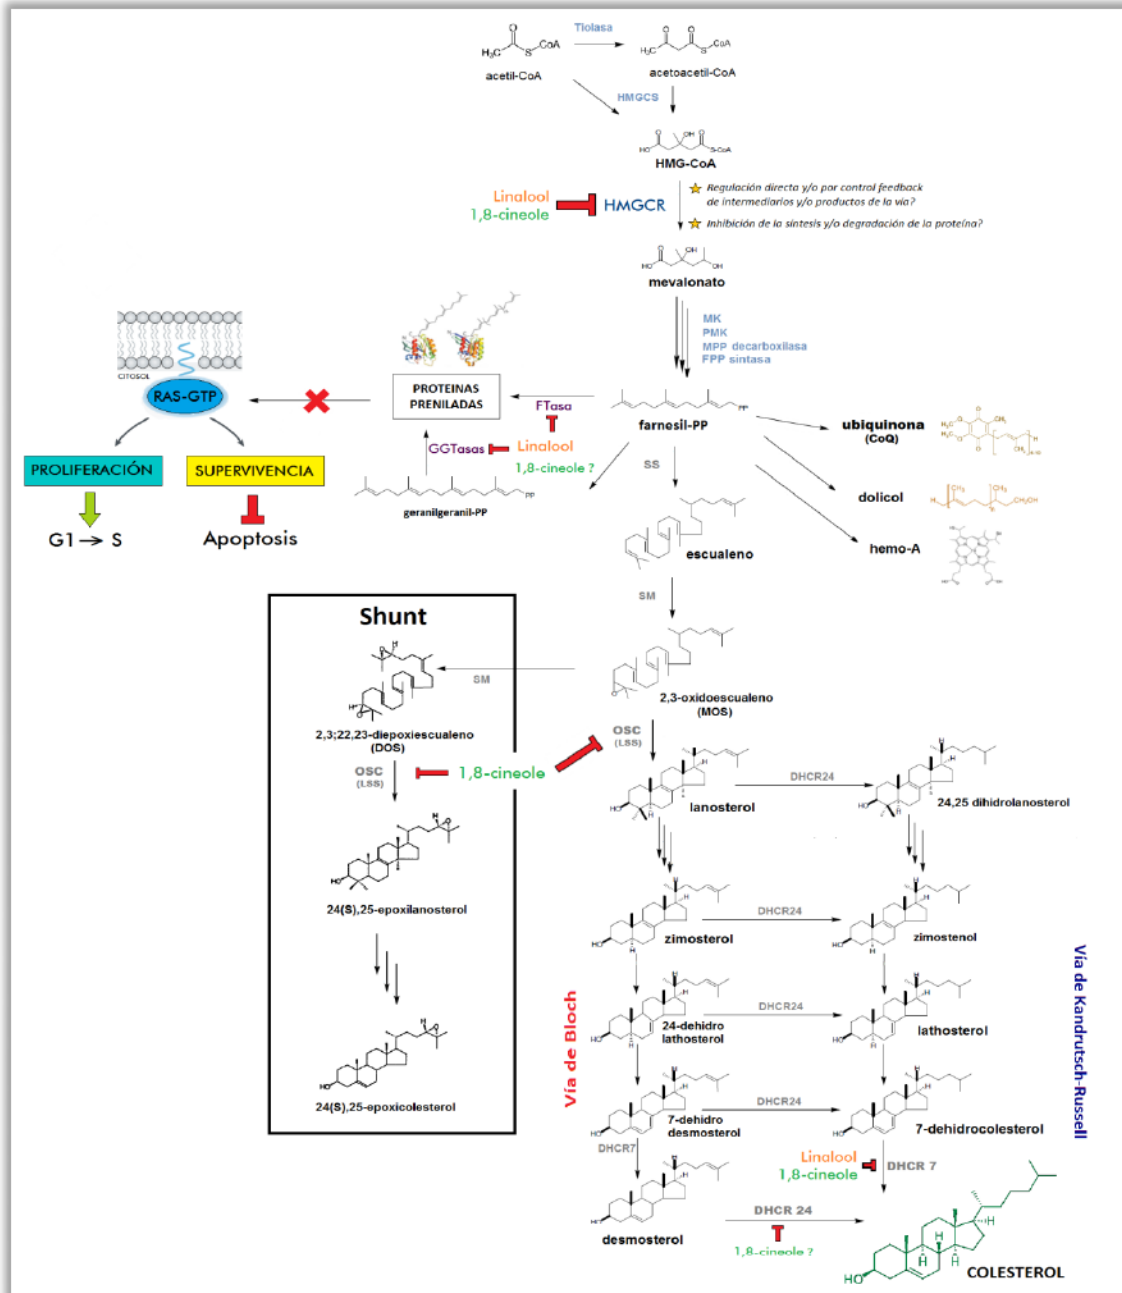 Tiolasa
acetil-CoA
acetoacetil-CoA
HMGCS
HMG-CoA
Linalool
1,8-cineole
HMGCR
Regulación directa y/o por control feedback
de intermediarios y/o productos de la via?
Inhibición de la síntesis y/o degradación de la proteína?
mevalonato
MK
PMK
MPP decarboxilasa
FPP sintasa
CITOSOL
RAS-GTP
PROTEINAS
PRENILADAS
FTasa
farnesil-PP
ubiquinona
(CoQ)
GGTasas
Linalool
1,8-cineole ?
PROLIFERACIÓN
SUPERVIVENCIA
SS
geranilgeranil-PP
dolicol
G1 → S
Apoptosis
escualeno
hemo-A
SM
Shunt
SM
2,3-oxidoescualeno
(MOS)
2,3;22,23-diepoxiescualeno
(DOS)
OSC
(LSS)
OSC
(LSS)
1,8-cineole
lanosterol
DHCR24
24,25 dihidrolanosterol
24(S),25-epoxilanosterol
zimosterol
DHCR24
zimostenol
Vía de Bloch
Vía de Kandrutsch-Russell
24-dehidro
lathosterol
DHCR24
lathosterol
24(S),25-epoxicolesterol
7-dehidro
desmosterol
DHCR24
7-dehidrocolesterol
DHCR7
Linalool
1,8-cineole
DHCR 7
desmosterol
DHCR 24
1,8-cineole ?
COLESTEROL